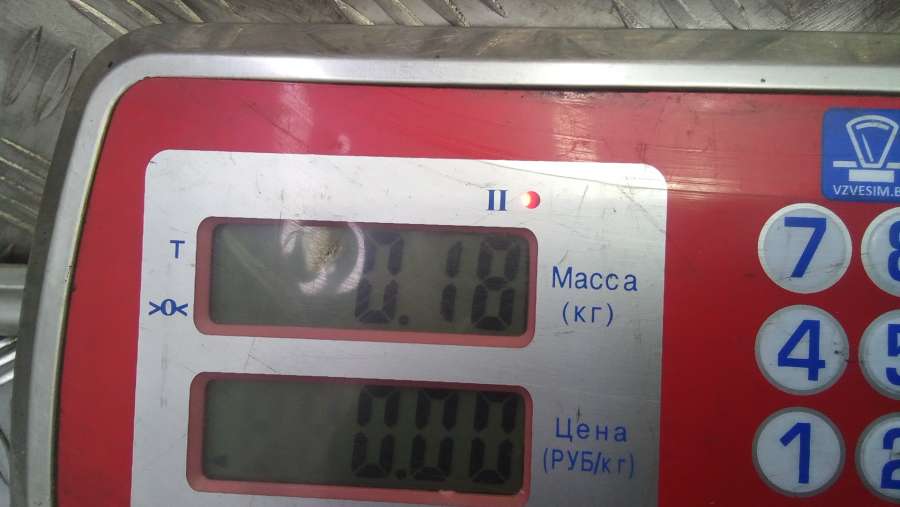 II
T
0.18
Масса
>0<
(кг)
0.00
Цена
(РУБ/кг)
VZVESIM.B
7
8
4
5
1
2